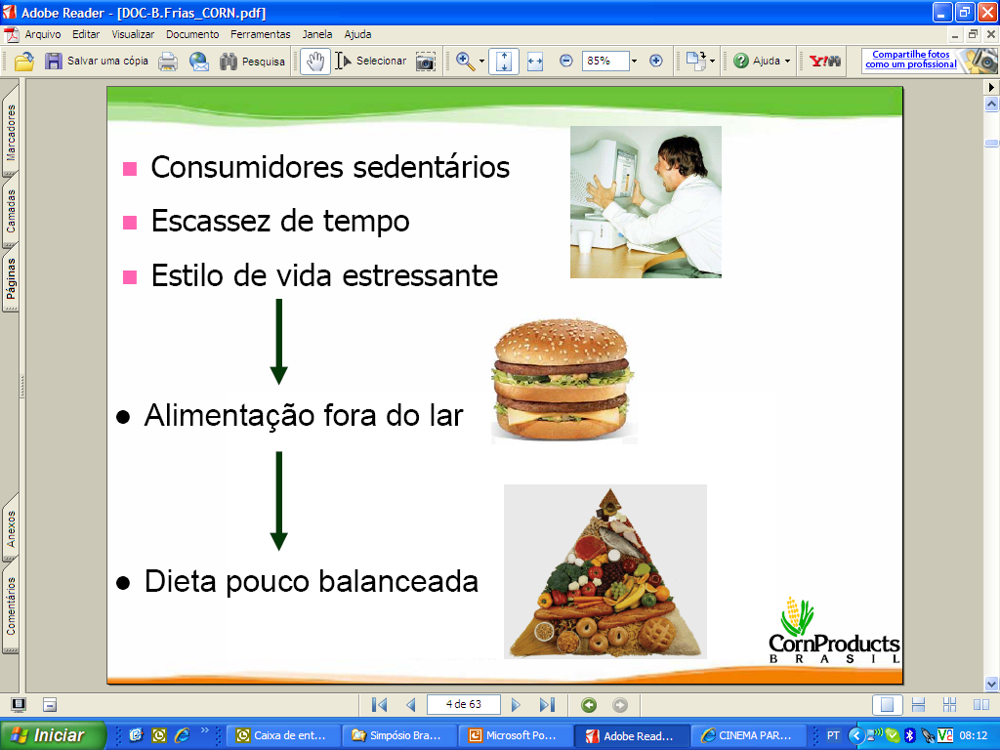 Adobe Reader - [DOC-B.Frias_CORN.pdf]
Arquivo Editar Visualizar Documento Ferramentas Janela Ajuda
Salvar uma cópia Pesquisa Selecionar 85% Ajuda Y! Compartilhe fotos
como um profissional
Marcadores
Camadas
Páginas
Anexos
Comentários
Consumidores sedentários
Escassez de tempo
Estilo de vida estressante
Alimentação fora do lar
Dieta pouco balanceada
CornProducts
BRASIL
4 de 63
Iniciar
Caixa de ent...
Simpósio Bra...
Microsoft Po...
Adobe Read...
CINEMA PAR...
PT
08:12